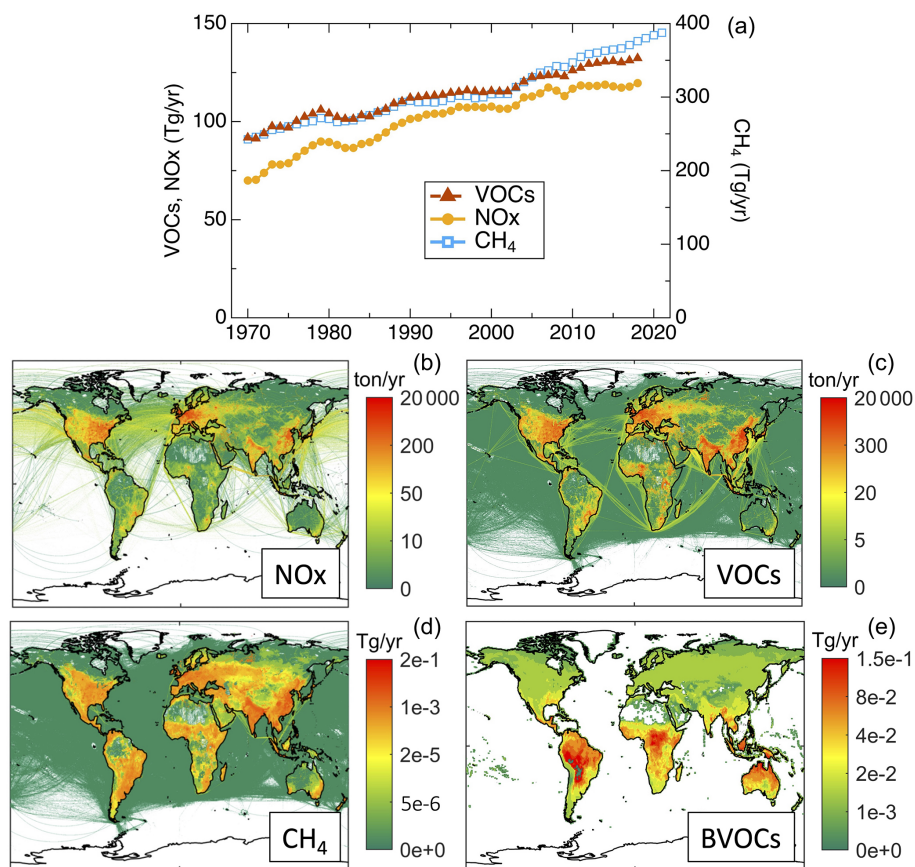 (a)
150
100
50
0
VOCs, NOx (Tg/yr)
400
300
200
100
0
CH4 (Tg/yr)
VOCs
NOx
CH4
1970 1980 1990 2000 2010 2020
(b)
ton/yr
20 000
200
50
10
0
NOx
(c)
ton/yr
20 000
300
20
5
0
VOCs
(d)
Tg/yr
2e-1
1e-3
2e-5
5e-6
0e+0
CH4
(e)
Tg/yr
1.5e-1
8e-2
4e-2
2e-2
1e-3
0e+0
BVOCs